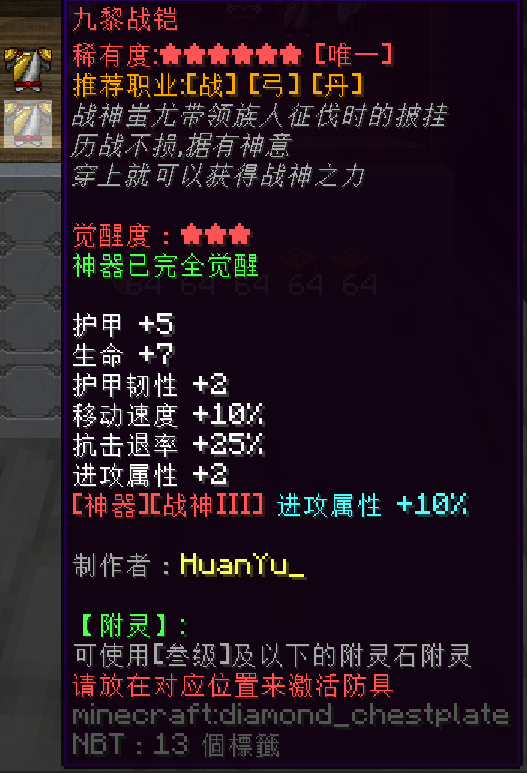 九黎战铠
稀有度:★★★★★★ [唯一]
推荐职业:[战] [弓] [丹]
战神蚩尤带领族人征伐时的披挂
历战不损,据有神意
穿上就可以获得战神之力
觉醒度：★★★
神器已完全觉醒
64 64 64 64 64
护甲 +5
生命 +7
护甲韧性 +2
移动速度 +10%
抗击退率 +25%
进攻属性 +2
[神器][战神III] 进攻属性 +10%
制作者：HuanYu_
【附灵】:
可使用[叁级]及以下的附灵石附灵
请放在对应位置来激活防具
minecraft:diamond_chestplate
NBT：13 個標籤